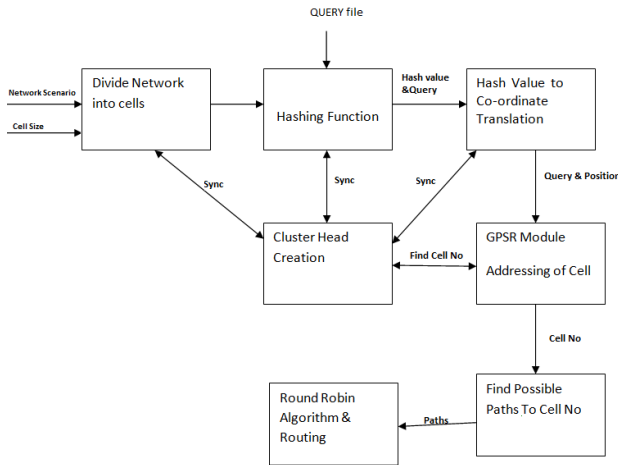 QUERY file
Network Scenario
Cell Size
Divide Network
into cells
Hashing Function
Hash value
&Query
Hash Value to
Co-ordinate
Translation
Sync
Sync
Sync
Query & Position
Cluster Head
Creation
Find Cell No
GPSR Module
Addressing of Cell
Cell No
Round Robin
Algorithm &
Routing
Paths
Find Possible
Paths To Cell No